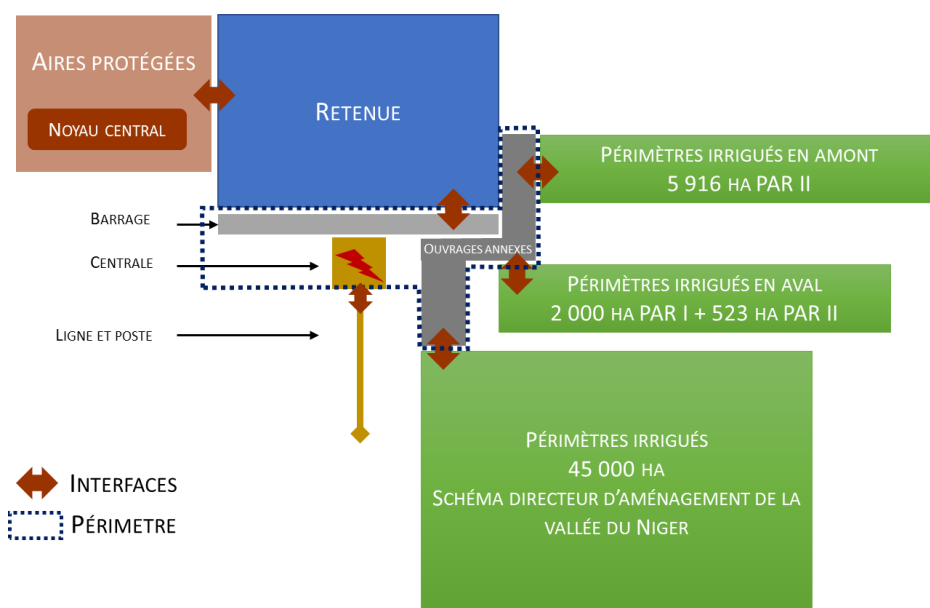 AIRES PROTÉGÉES
NOYAU CENTRAL
RETENUE
PÉRIMÈTRES IRRIGUÉS EN AMONT
5 916 HA PAR II
BARRAGE
OUVRAGES ANNEXES
CENTRALE
PÉRIMÈTRES IRRIGUÉS EN AVAL
2 000 HA PAR I + 523 HA PAR II
LIGNE ET POSTE
PÉRIMÈTRES IRRIGUÉS
45 000 HA
SCHÉMA DIRECTEUR D'AMÉNAGEMENT DE LA
VALLÉE DU NIGER
INTERFACES
PÉRIMETRE